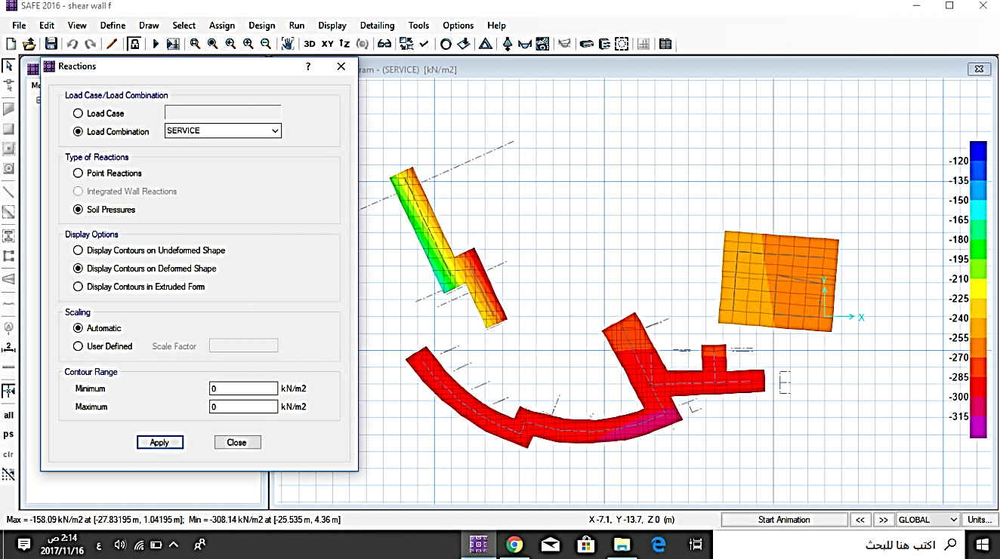 SAFE 2016 - shear wall f
File Edit View Define Draw Select Assign Design Run Display Detailing Tools Options Help
3D XY
Reactions ? ram - (SERVICE) [kN/m2]
Load Case/Load Combination
Load Case
Load Combination SERVICE
Type of Reactions
Point Reactions
Integrated Wall Reactions
Soil Pressures
Display Options
Display Contours on Undeformed Shape
Display Contours on Deformed Shape
Display Contours in Extruded Form
Scaling
Automatic
User Defined Scale Factor
Contour Range
Minimum 0 kN/m2
Maximum 0 kN/m2
Apply Close
-120
-135
-150
-165
-180
-195
-210
-225
-240
-255
-270
-285
-300
-315
Y
X
all
ps
clr
Max = -158.09 kN/m2 at [-27.83195 m, 1.04195 m]; Min = -308.14 kN/m2 at [-25.535 m, 4.36 m] X -7.1, Y -13.7, Z 0 (m) Start Animation << >> GLOBAL Units...
2:14 ص
2017/11/16
ع
اكتب هنا للبحث